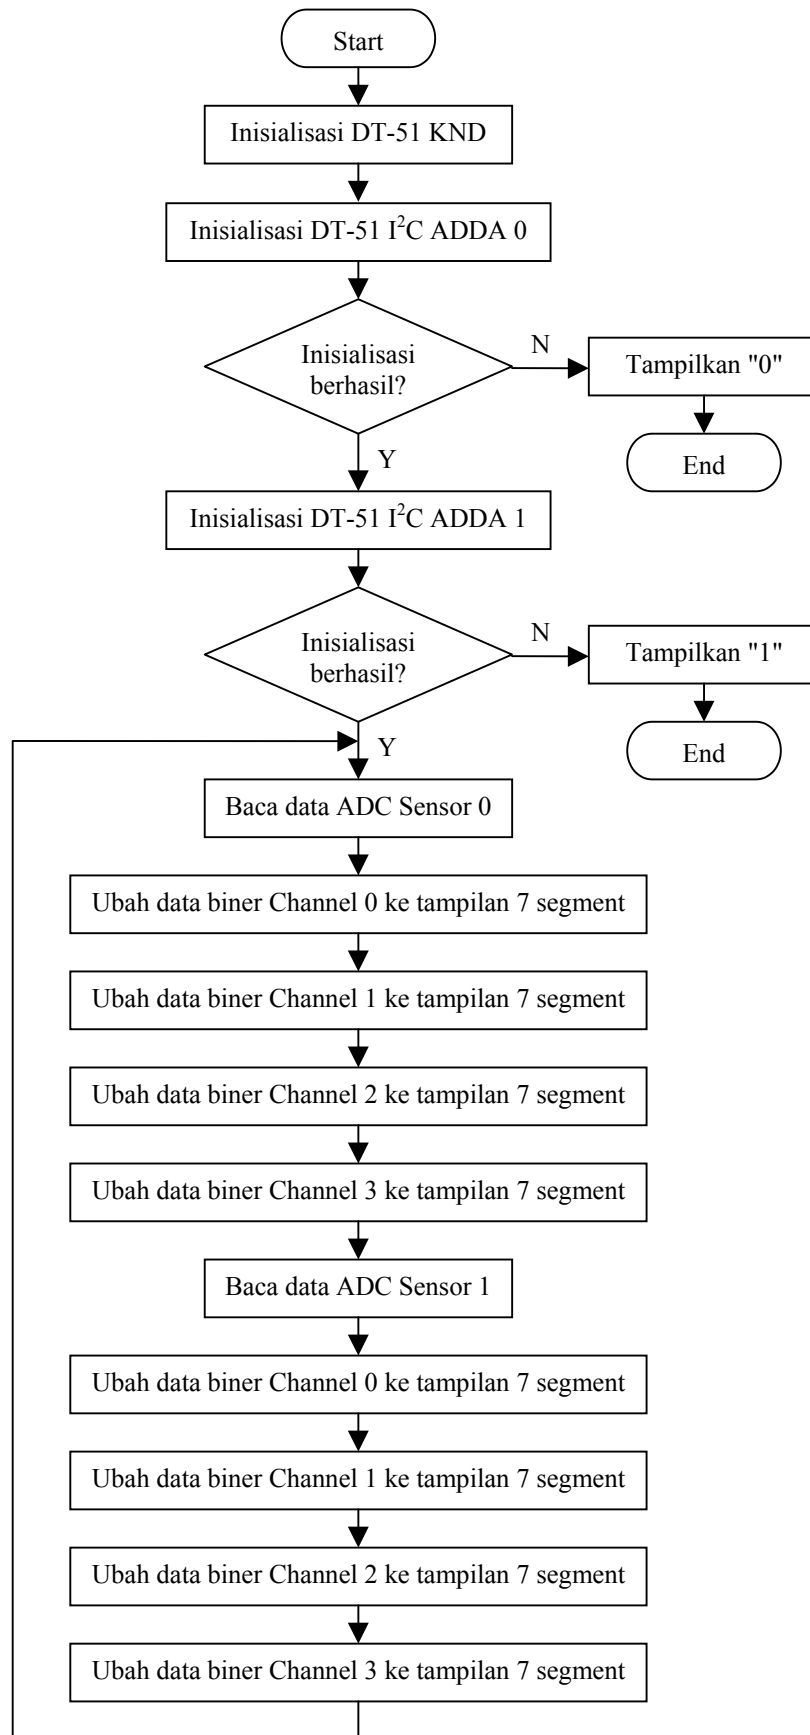 Start
Inisialisasi DT-51 KND
Inisialisasi DT-51 I²C ADDA 0
Inisialisasi
berhasil?
N
Tampilkan "0"
End
Y
Inisialisasi DT-51 I²C ADDA 1
Inisialisasi
berhasil?
N
Tampilkan "1"
End
Y
Baca data ADC Sensor 0
Ubah data biner Channel 0 ke tampilan 7 segment
Ubah data biner Channel 1 ke tampilan 7 segment
Ubah data biner Channel 2 ke tampilan 7 segment
Ubah data biner Channel 3 ke tampilan 7 segment
Baca data ADC Sensor 1
Ubah data biner Channel 0 ke tampilan 7 segment
Ubah data biner Channel 1 ke tampilan 7 segment
Ubah data biner Channel 2 ke tampilan 7 segment
Ubah data biner Channel 3 ke tampilan 7 segment